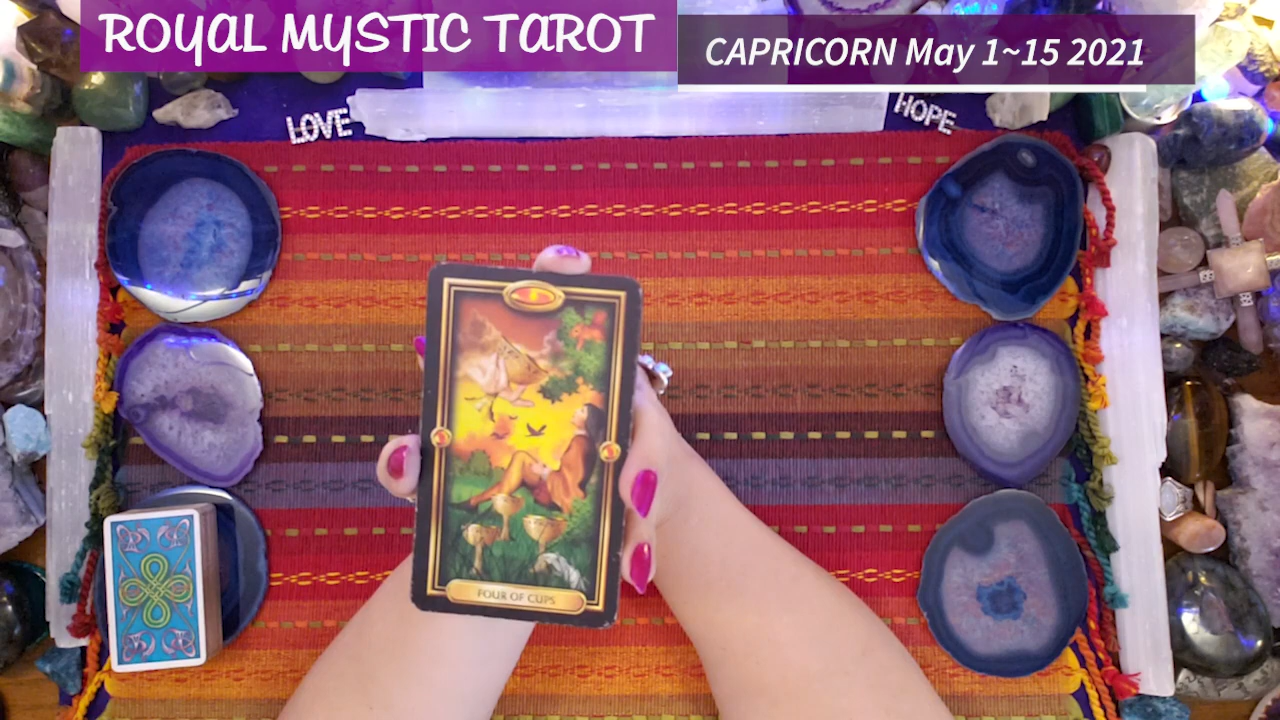 ROYAL MYSTIC TAROT
CAPRICORN May 1~15 2021
LOVE
HOPE
FOUR OF CUPS